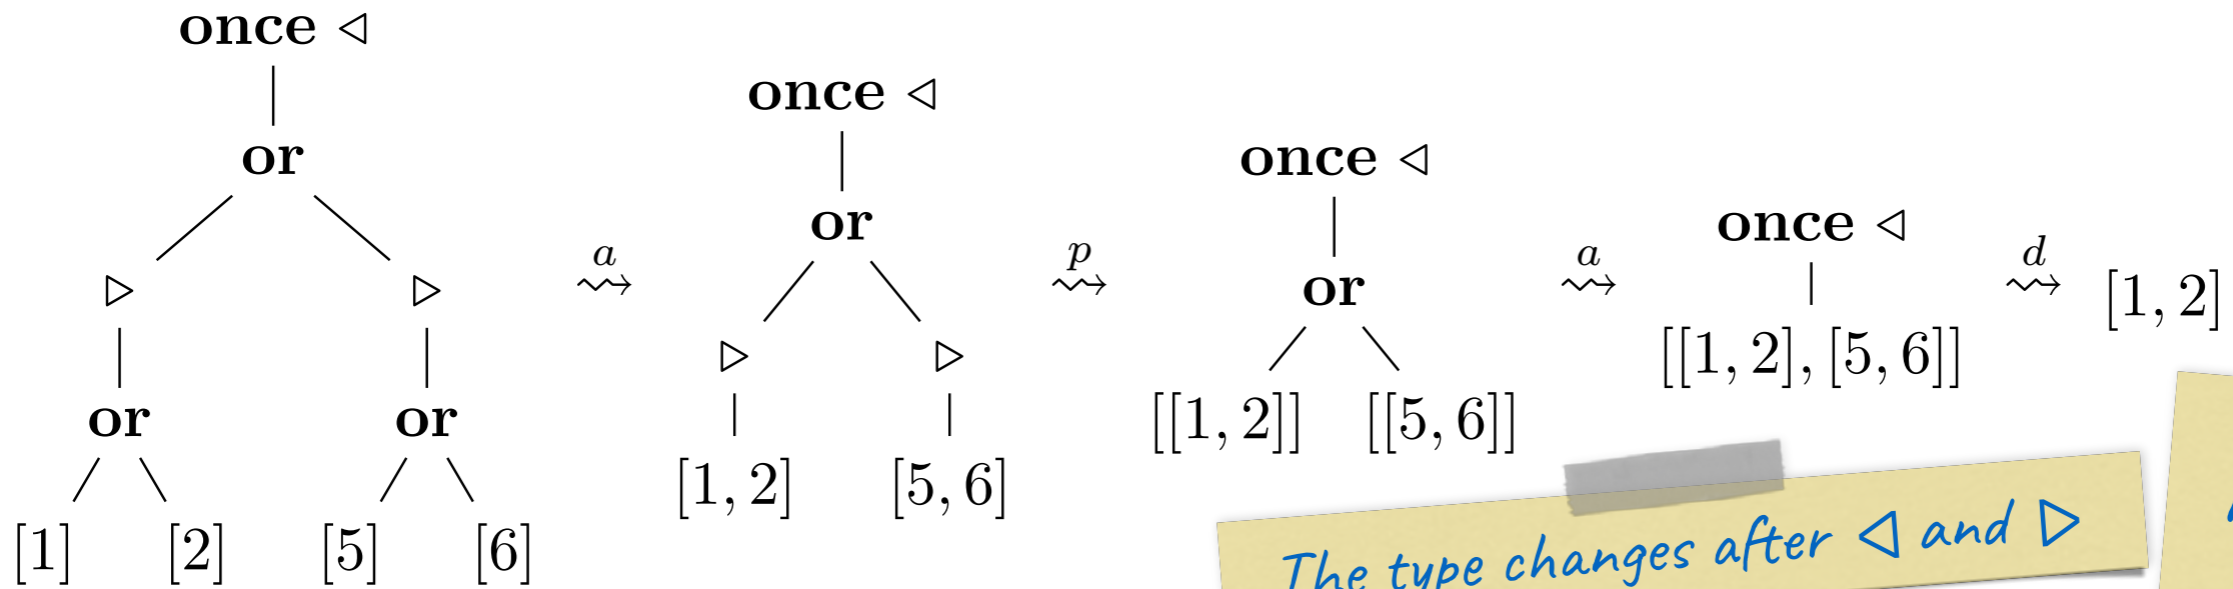 once ◁
or
▷ ▷
or or
[1] [2] [5] [6]
a
⇝
once ◁
or
▷ ▷
[1, 2] [5, 6]
p
⇝
once ◁
or
[[1, 2]] [[5, 6]]
a
⇝
once ◁
[[1, 2], [5, 6]]
d
⇝
[1, 2]
The type changes after ◁ and ▷